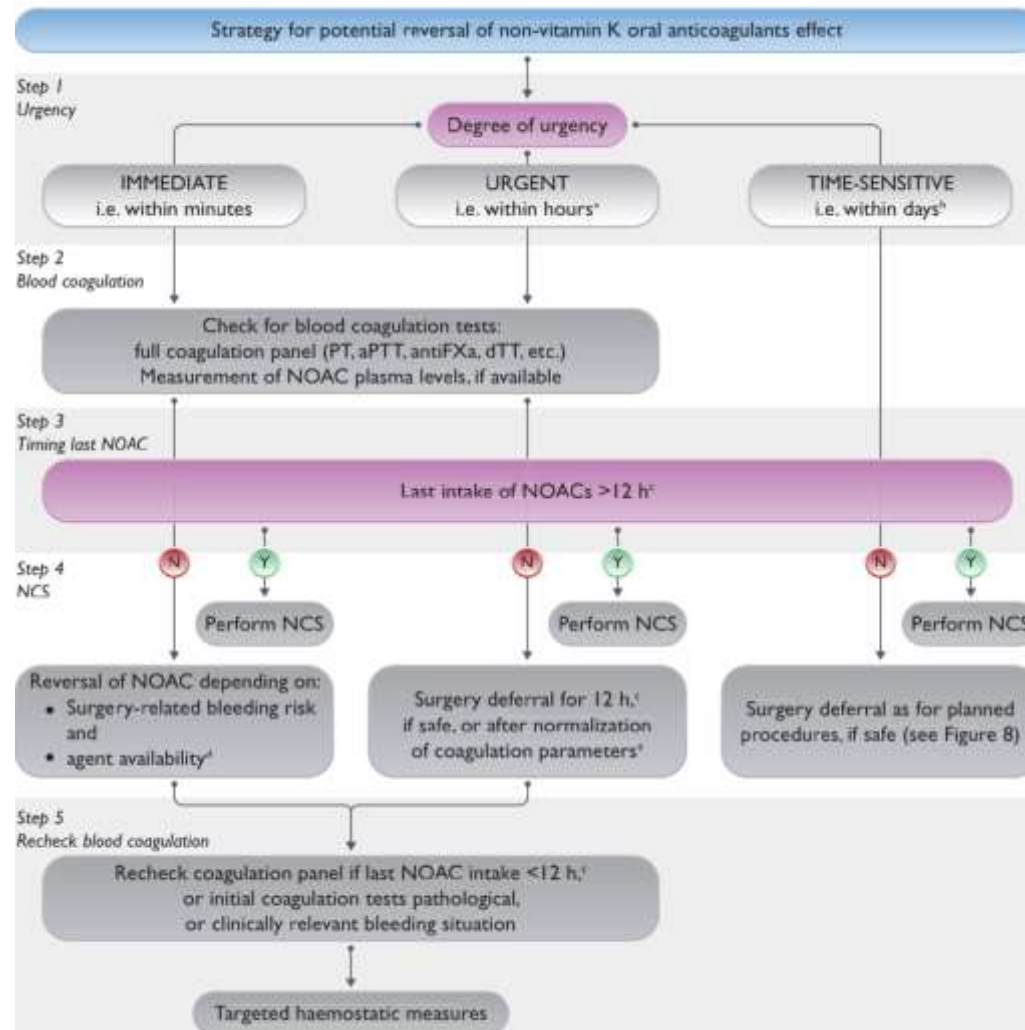 Strategy for potential reversal of non-vitamin K oral anticoagulants effect
Step 1
Urgency
Degree of urgency
IMMEDIATE
i.e. within minutes
URGENT
i.e. within hoursᵃ
TIME-SENSITIVE
i.e. within daysᵇ
Step 2
Blood coagulation
Check for blood coagulation tests:
full coagulation panel (PT, aPTT, antiFXa, dTT, etc.)
Measurement of NOAC plasma levels, if available
Step 3
Timing last NOAC
Last intake of NOACs >12 hᶜ
N
Y
N
Y
N
Y
Step 4
NCS
Perform NCS
Perform NCS
Perform NCS
Reversal of NOAC depending on:
• Surgery-related bleeding risk
and
• agent availabilityᵈ
Surgery deferral for 12 h,ᶜ
if safe, or after normalization
of coagulation parametersᵉ
Surgery deferral as for planned
procedures, if safe (see Figure 8)
Step 5
Recheck blood coagulation
Recheck coagulation panel if last NOAC intake <12 h,ᶜ
or initial coagulation tests pathological,
or clinically relevant bleeding situation
Targeted haemostatic measures